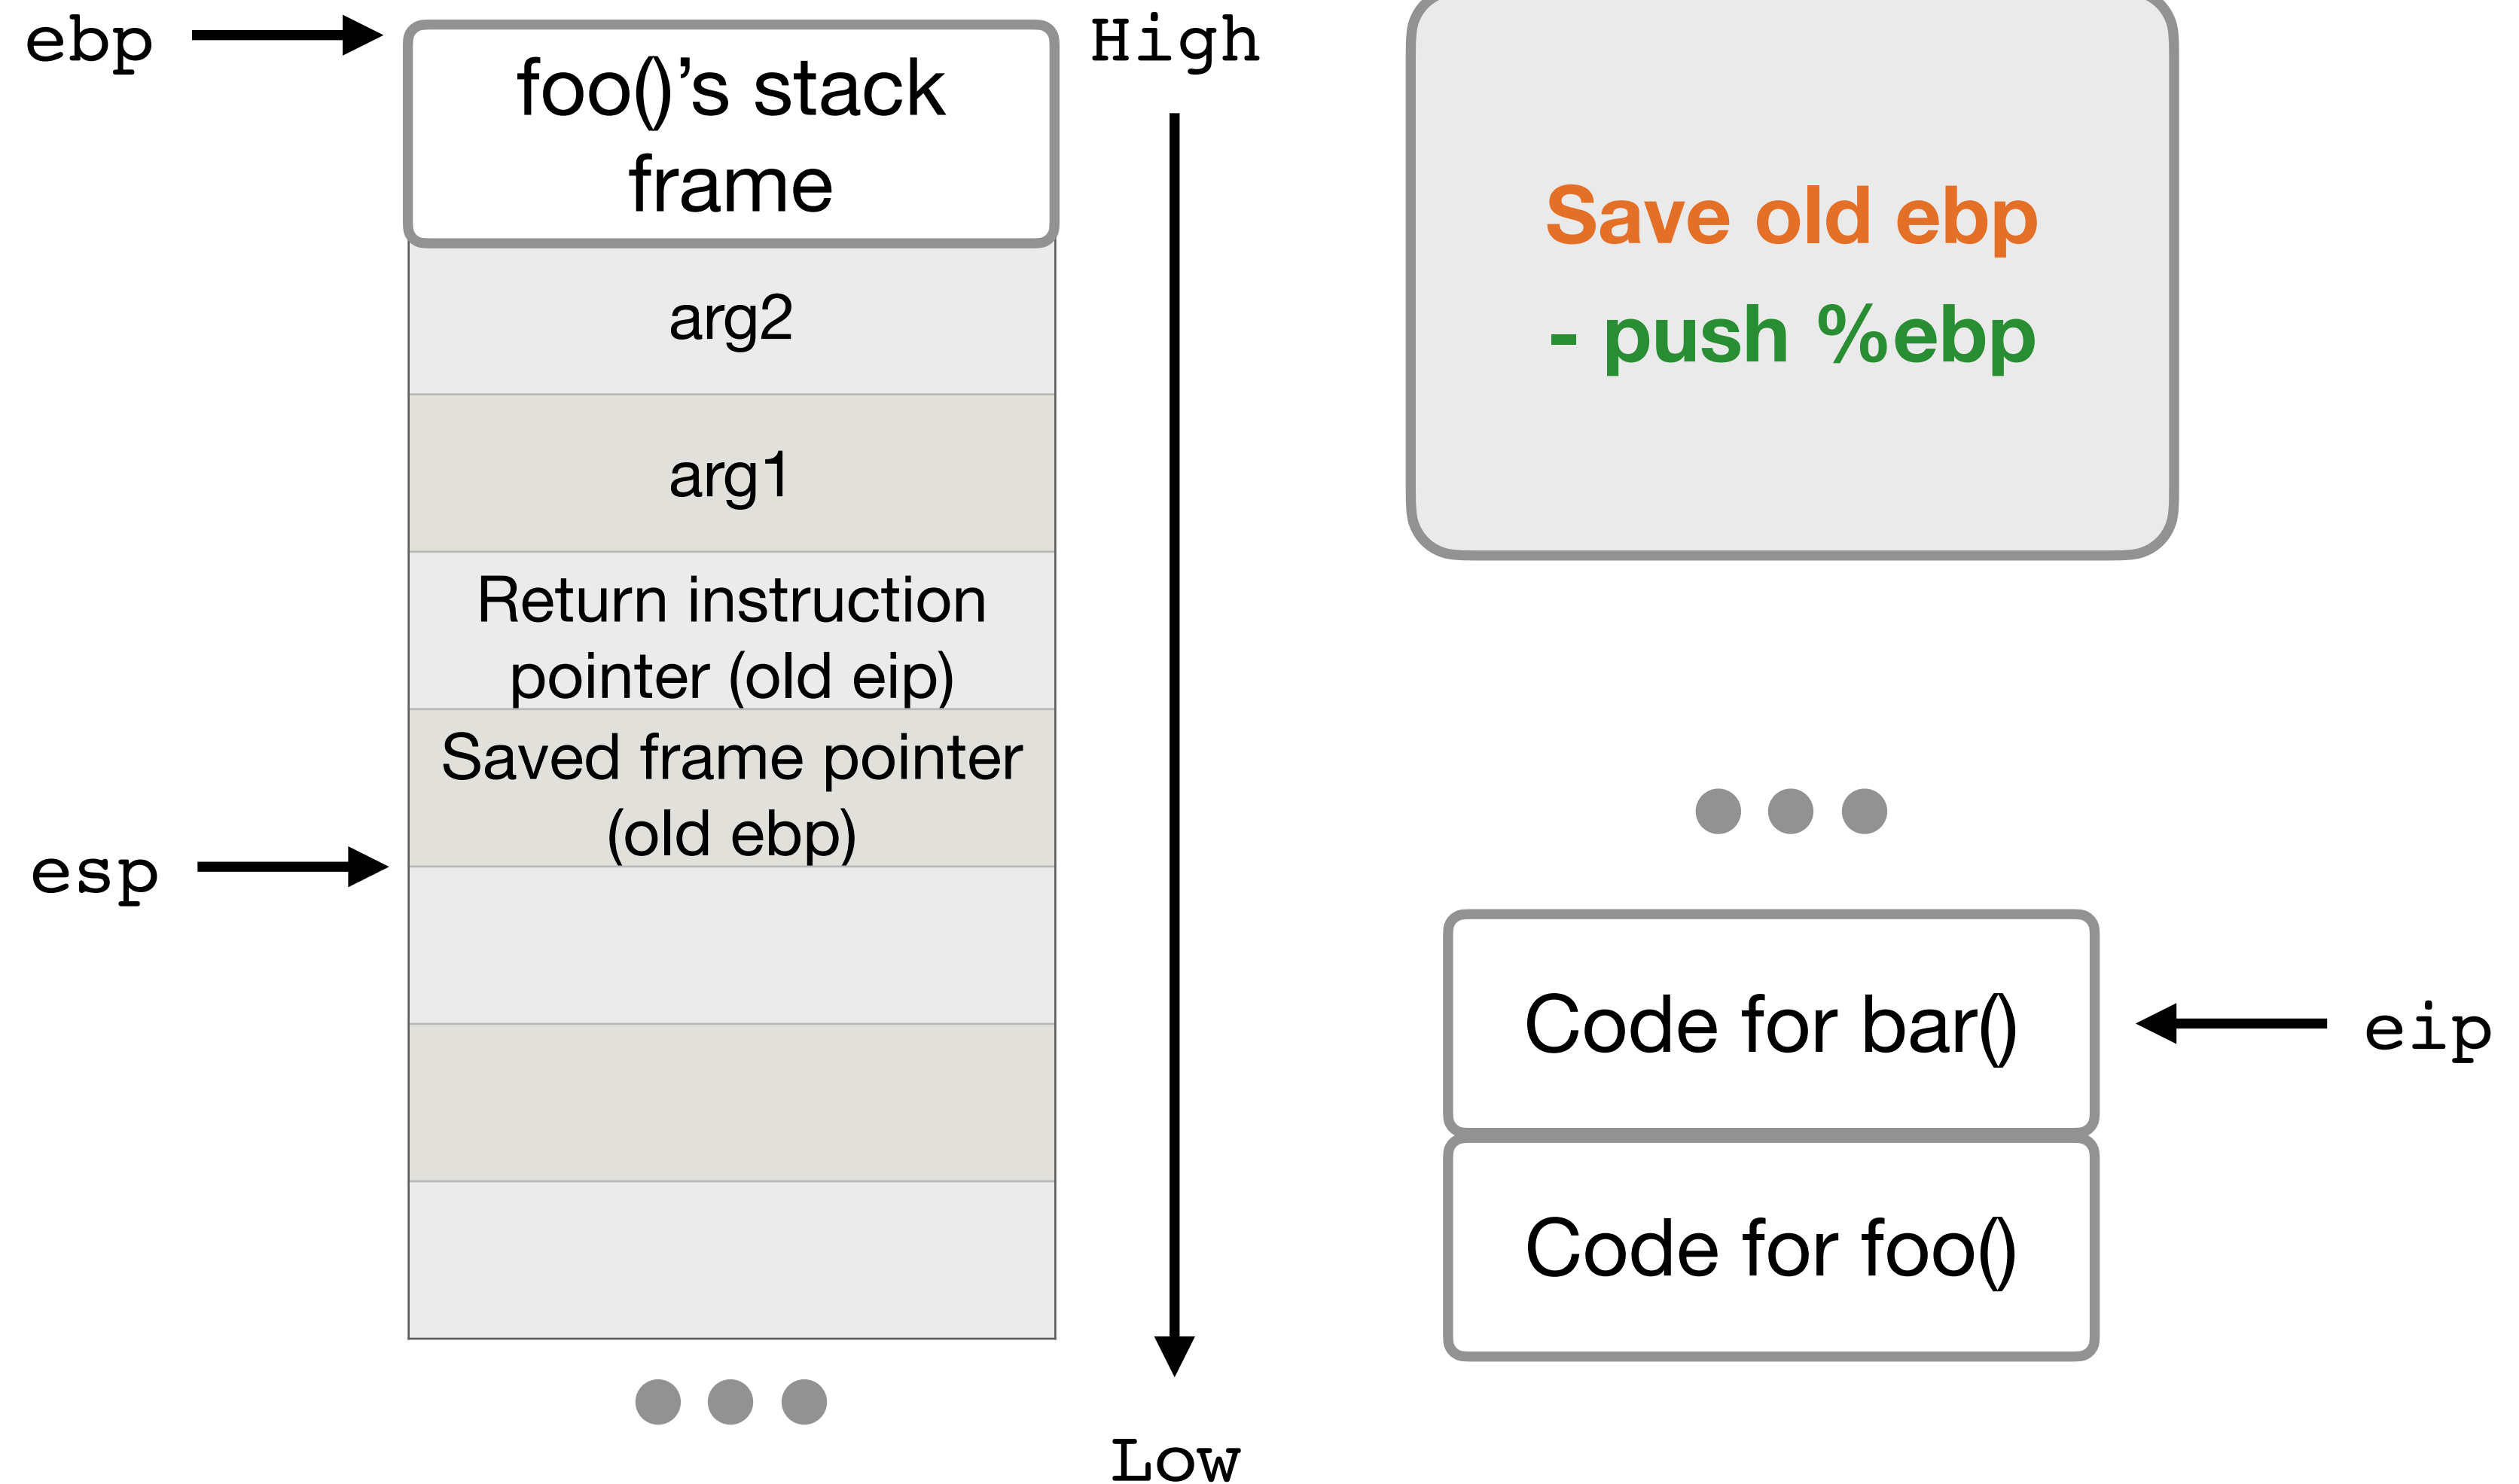 ebp
foo()’s stack
frame
High
arg2
arg1
Return instruction
pointer (old eip)
Saved frame pointer
(old ebp)
esp
Low
Save old ebp
- push %ebp
Code for bar()
eip
Code for foo()